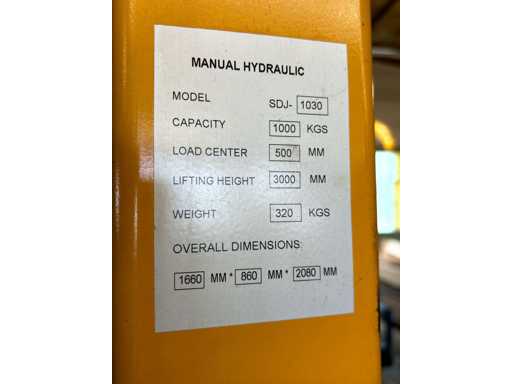 MANUAL HYDRAULIC
MODEL SDJ- 1030
CAPACITY 1000 KGS
LOAD CENTER 500 MM
LIFTING HEIGHT 3000 MM
WEIGHT 320 KGS
OVERALL DIMENSIONS:
1660 MM * 860 MM * 2080 MM